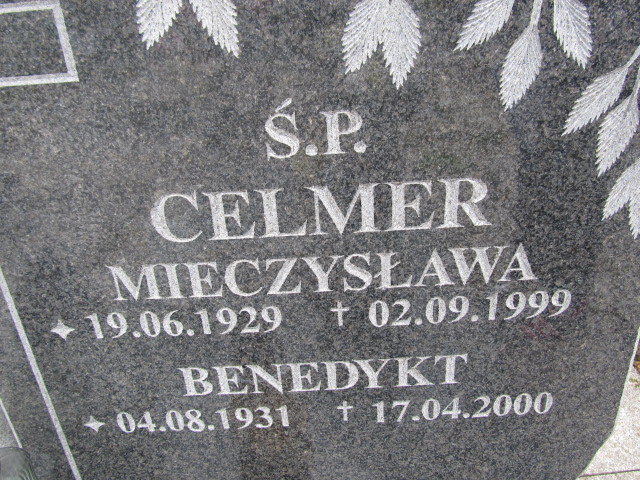 Ś.P.
CELMER
MIECZYSŁAWA
19.06.1929 † 02.09.1999
BENEDYKT
04.08.1931 † 17.04.2000